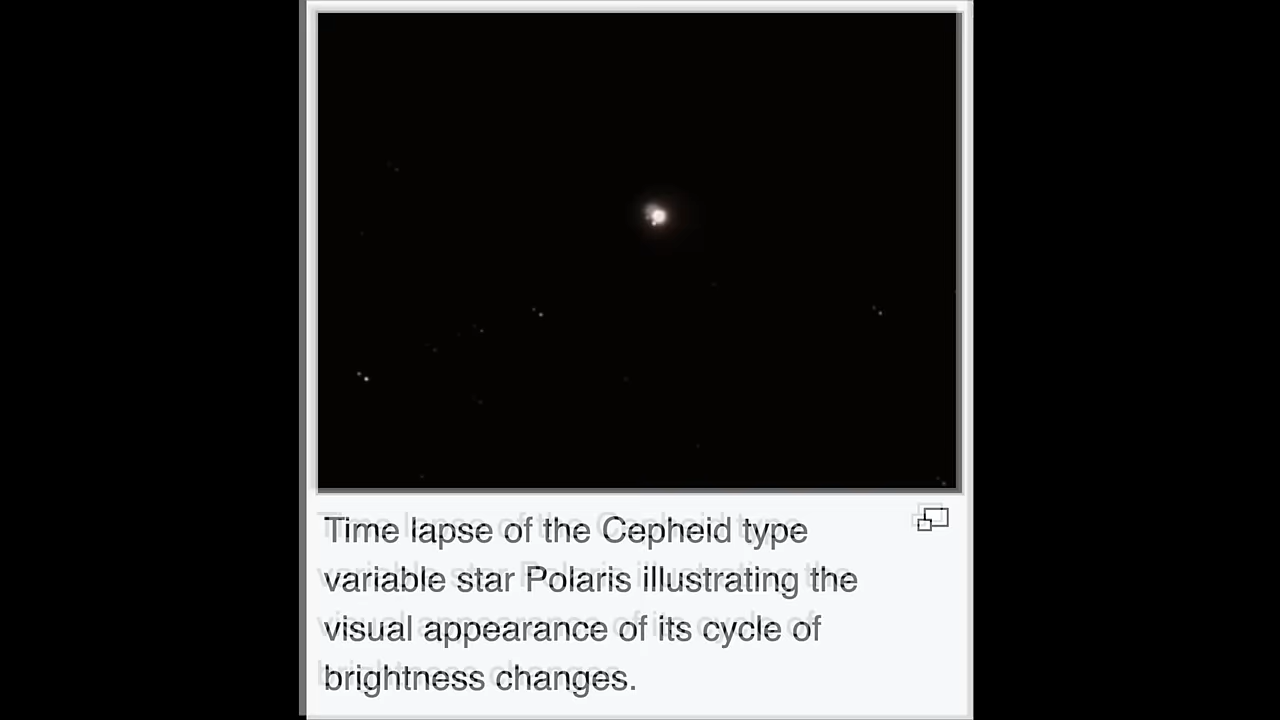 Time lapse of the Cepheid type
variable star Polaris illustrating the
visual appearance of its cycle of
brightness changes.